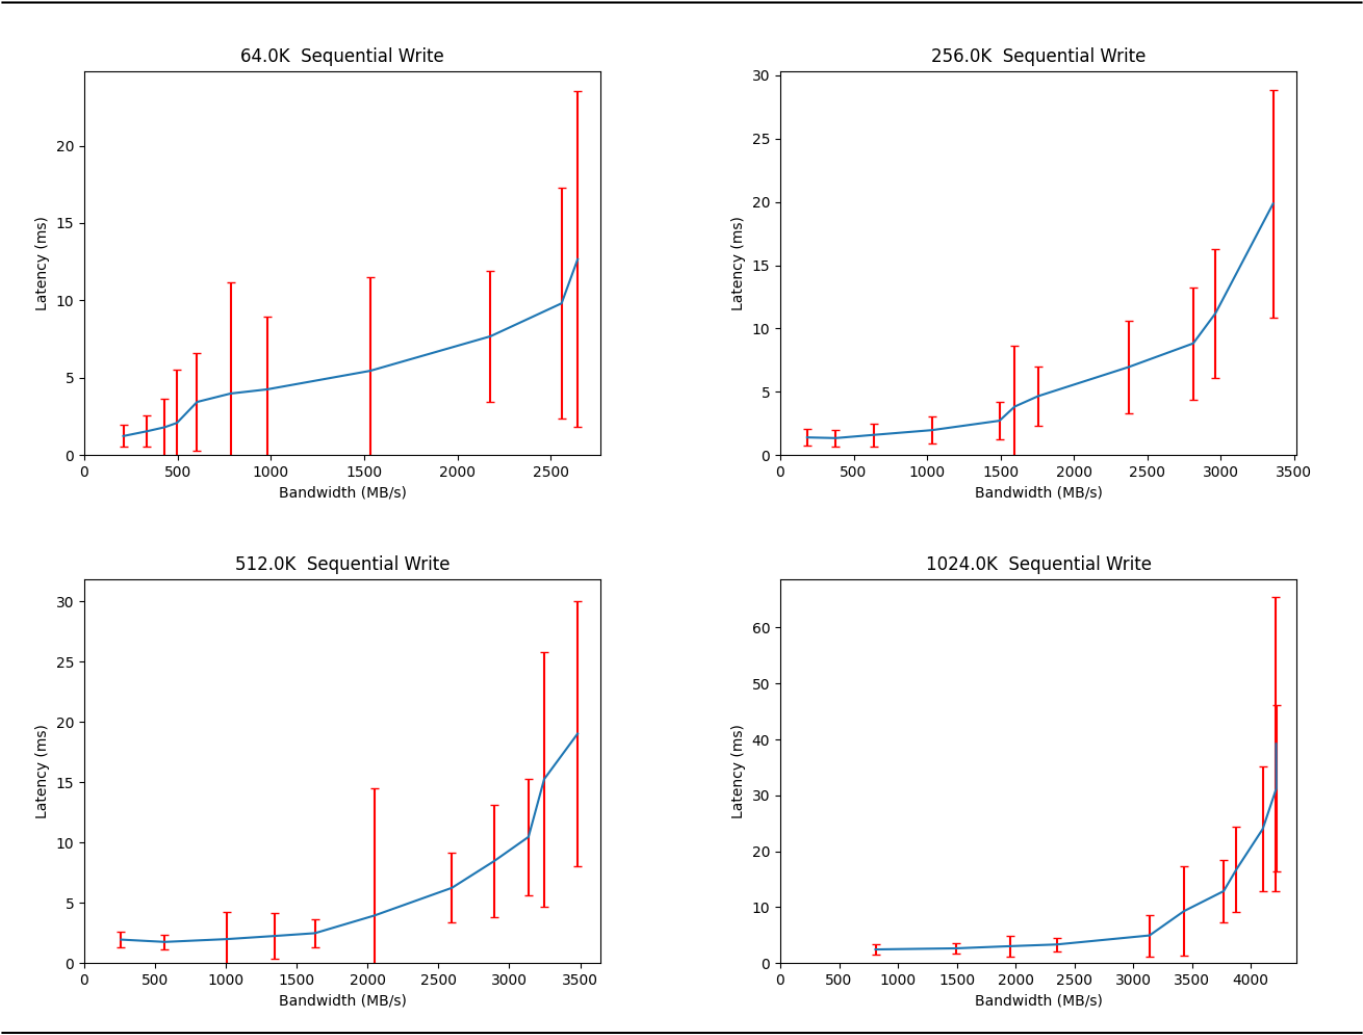 64.0K  Sequential Write
Latency (ms)
20
15
10
5
0
0 500 1000 1500 2000 2500
Bandwidth (MB/s)
256.0K  Sequential Write
Latency (ms)
30
25
20
15
10
5
0
0 500 1000 1500 2000 2500 3000 3500
Bandwidth (MB/s)
512.0K  Sequential Write
Latency (ms)
30
25
20
15
10
5
0
0 500 1000 1500 2000 2500 3000 3500
Bandwidth (MB/s)
1024.0K  Sequential Write
Latency (ms)
60
50
40
30
20
10
0
0 500 1000 1500 2000 2500 3000 3500 4000
Bandwidth (MB/s)